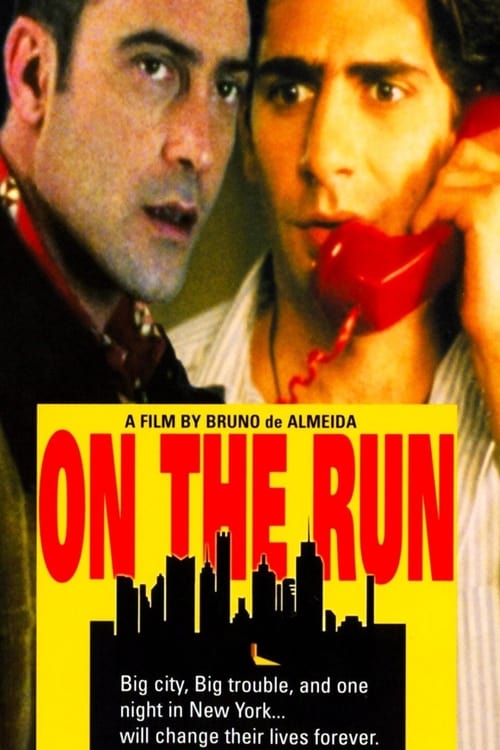 A FILM BY BRUNO de ALMEIDA
ON THE RUN
Big city, Big trouble, and one
night in New York...
will change their lives forever.